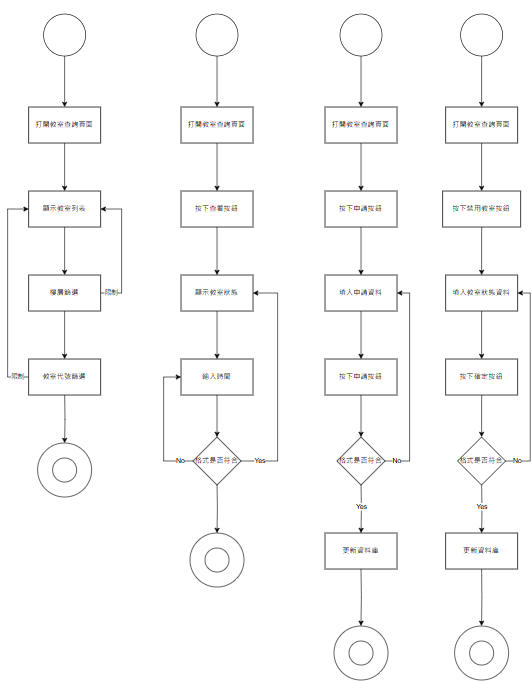 打開教室查詢頁面
顯示教室列表
樓層篩選
限制
教室代號篩選
限制
打開教室查詢頁面
按下查看按鈕
顯示教室狀態
輸入時間
格式是否符合
No
Yes
打開教室查詢頁面
按下申請按鈕
填入申請資料
按下申請按鈕
格式是否符合
No
Yes
更新資料庫
打開教室查詢頁面
按下禁用教室按鈕
填入教室狀態資料
按下確定按鈕
格式是否符合
No
Yes
更新資料庫